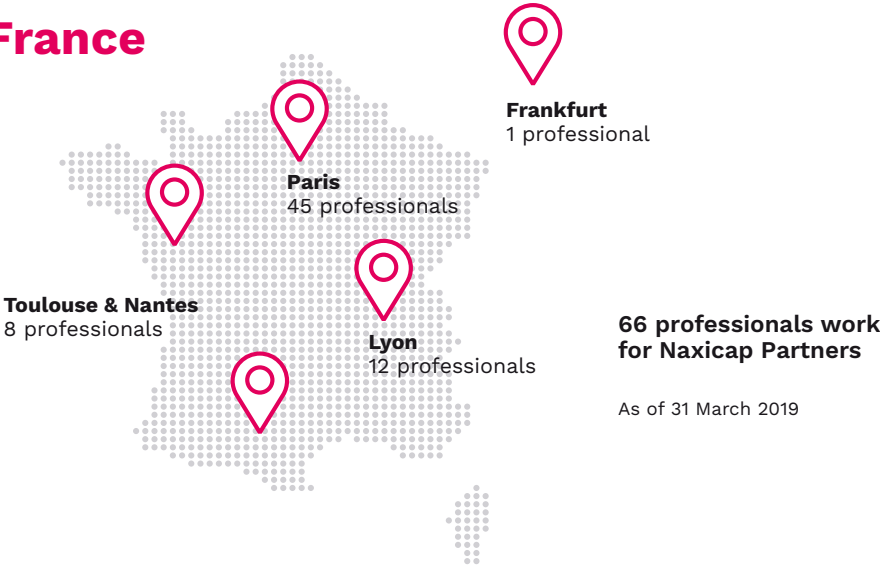 France
Frankfurt
1 professional
Paris
45 professionals
Toulouse & Nantes
8 professionals
Lyon
12 professionals
66 professionals work
for Naxicap Partners
As of 31 March 2019